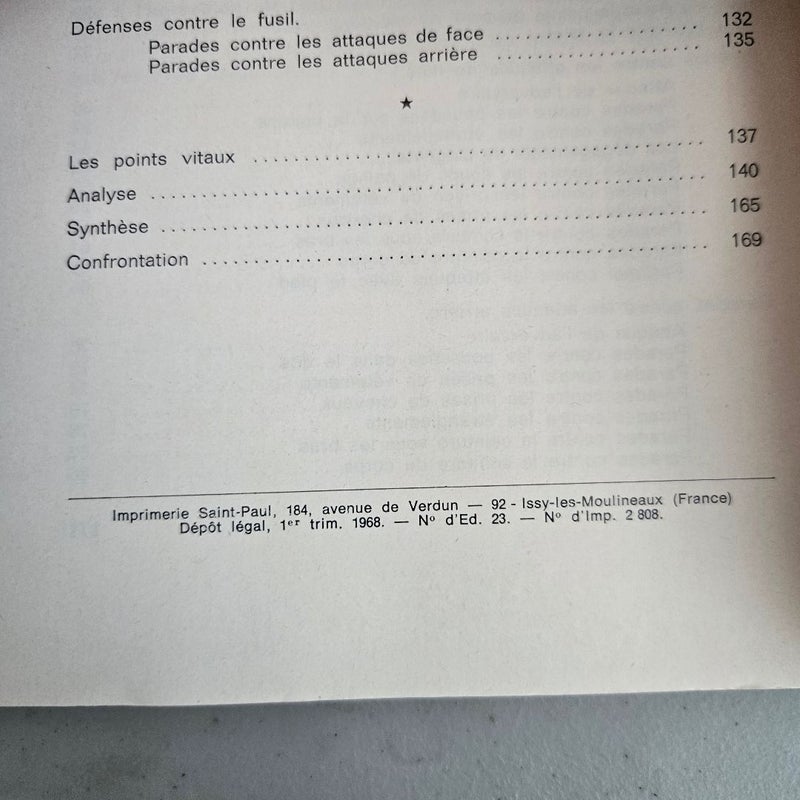 Défenses contre le fusil.
Parades contre les attaques de face ........................ 132
Parades contre les attaques arrière ........................ 135
★
Les points vitaux ........................ 137
Analyse ........................ 140
Synthèse ........................ 165
Confrontation ........................ 169
Imprimerie Saint-Paul, 184, avenue de Verdun — 92 - Issy-les-Moulineaux (France)
Dépôt légal, 1er trim. 1968. — No d'Ed. 23. — No d'Imp. 2 808.